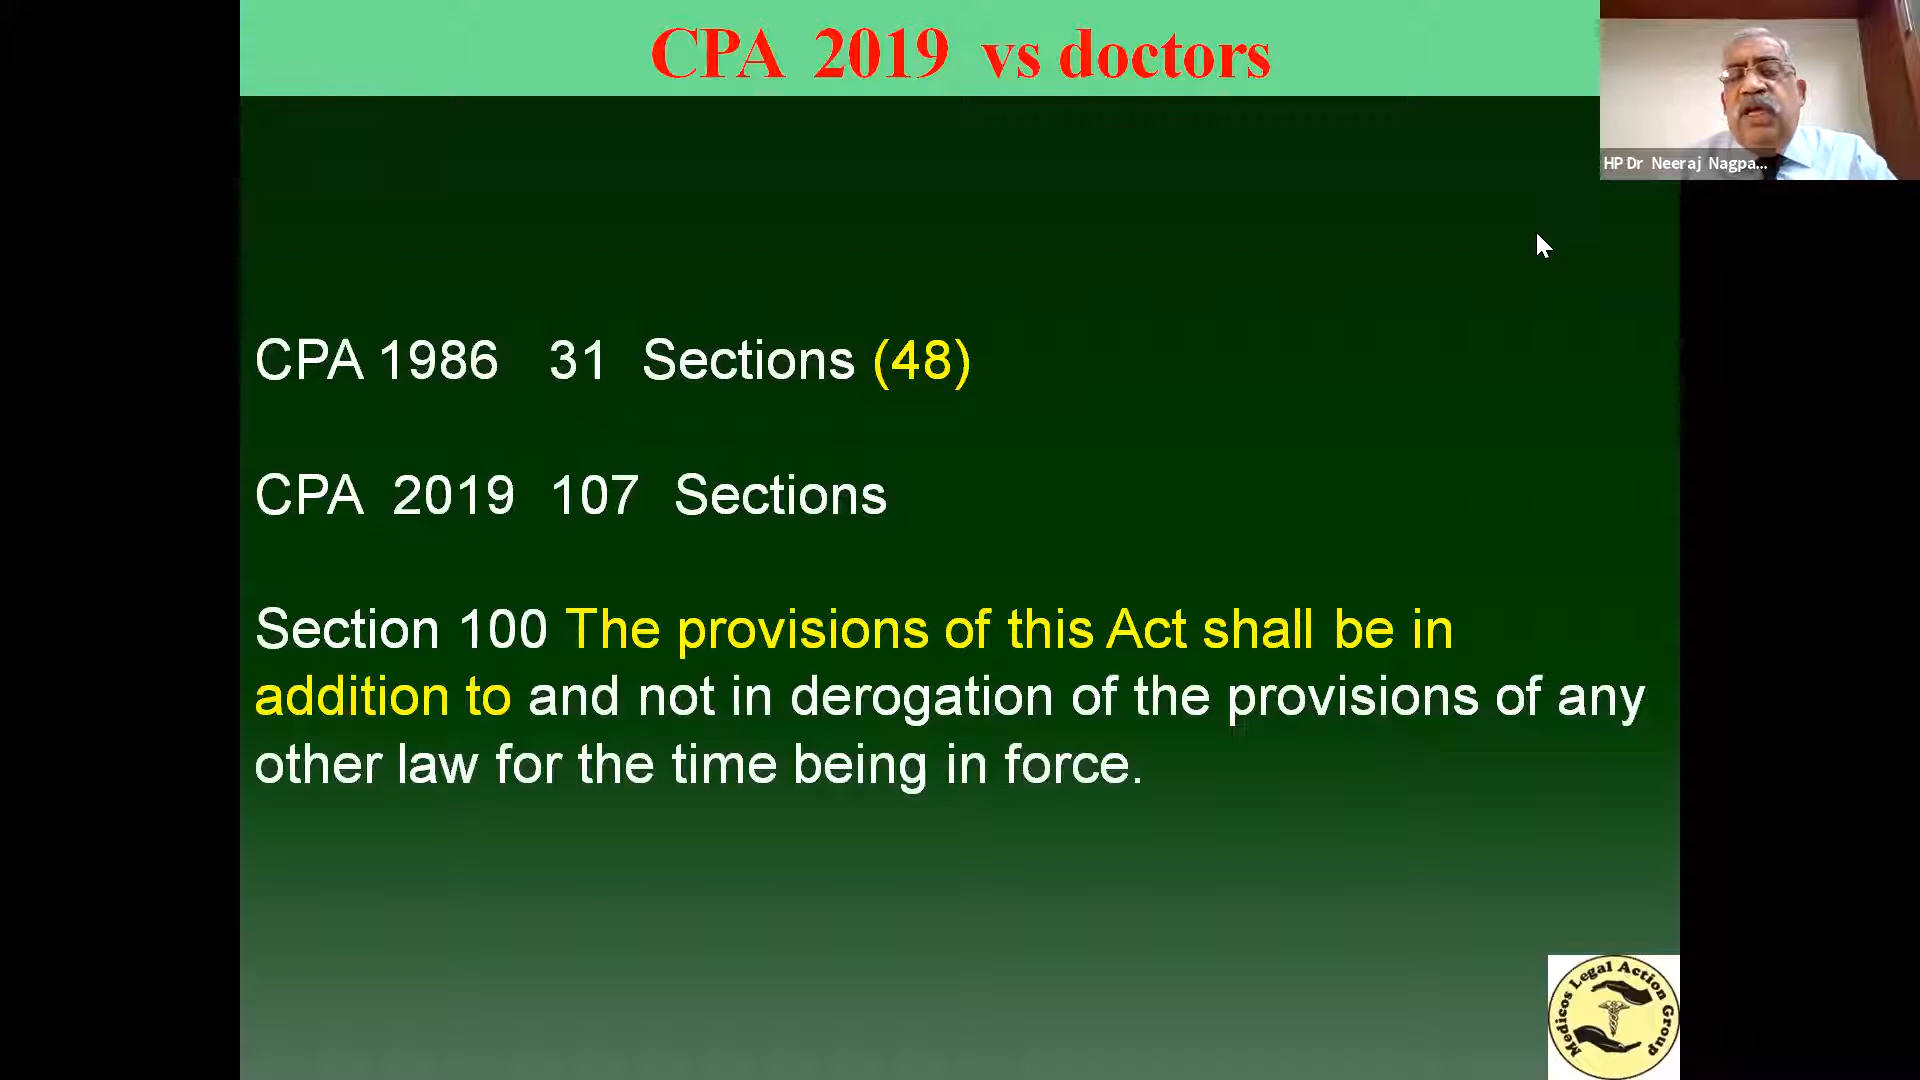 CPA 2019 vs doctors
HP Dr Neeraj Nagpa...
CPA 1986 31 Sections (48)
CPA 2019 107 Sections
Section 100 The provisions of this Act shall be in
addition to and not in derogation of the provisions of any
other law for the time being in force.
Medicos Legal Action Group